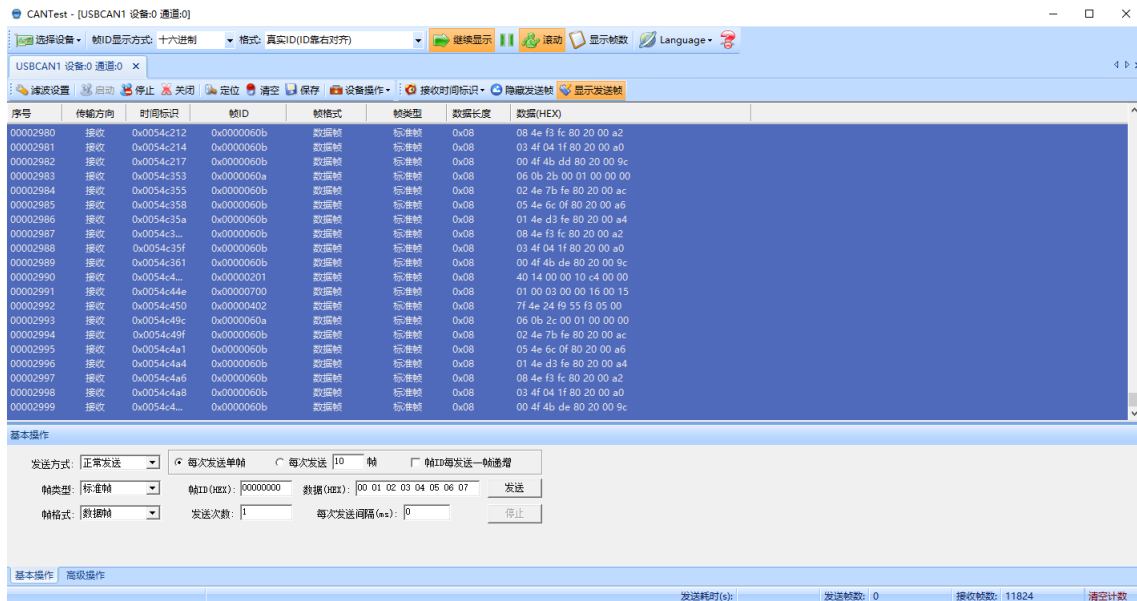 CANTest - [USBCAN1 设备:0 通道:0]
选择设备 帧ID显示方式: 十六进制 格式: 真实ID(ID靠右对齐) 继续显示 滚动 显示帧数 Language
USBCAN1 设备:0 通道:0 ×
滤波设置 启动 停止 关闭 定位 清空 保存 设备操作 接收时间标识 隐藏发送帧 显示发送帧
序号 传输方向 时间标识 帧ID 帧格式 帧类型 数据长度 数据(HEX)
00002980 接收 0x0054c212 0x0000060b 数据帧 标准帧 0x08 08 4e f3 fc 80 20 00 a2
00002981 接收 0x0054c214 0x0000060b 数据帧 标准帧 0x08 03 4f 04 1f 80 20 00 a0
00002982 接收 0x0054c217 0x0000060b 数据帧 标准帧 0x08 00 4f 4b dd 80 20 00 9c
00002983 接收 0x0054c353 0x0000060a 数据帧 标准帧 0x08 06 0b 2b 00 01 00 00 00
00002984 接收 0x0054c355 0x0000060b 数据帧 标准帧 0x08 02 4e 7b fe 80 20 00 ac
00002985 接收 0x0054c358 0x0000060b 数据帧 标准帧 0x08 05 4e 6c 0f 80 20 00 a6
00002986 接收 0x0054c35a 0x0000060b 数据帧 标准帧 0x08 01 4e d3 fe 80 20 00 a4
00002987 接收 0x0054c3... 0x0000060b 数据帧 标准帧 0x08 08 4e f3 fc 80 20 00 a2
00002988 接收 0x0054c35f 0x0000060b 数据帧 标准帧 0x08 03 4f 04 1f 80 20 00 a0
00002989 接收 0x0054c361 0x0000060b 数据帧 标准帧 0x08 00 4f 4b de 80 20 00 9c
00002990 接收 0x0054c4... 0x00000201 数据帧 标准帧 0x08 40 14 00 00 10 c4 00 00
00002991 接收 0x0054c44e 0x00000700 数据帧 标准帧 0x08 01 00 03 00 00 16 00 15
00002992 接收 0x0054c450 0x00000402 数据帧 标准帧 0x08 7f 4e 24 f9 55 f3 05 00
00002993 接收 0x0054c49c 0x0000060a 数据帧 标准帧 0x08 06 0b 2c 00 01 00 00 00
00002994 接收 0x0054c49f 0x0000060b 数据帧 标准帧 0x08 02 4e 7b fe 80 20 00 ac
00002995 接收 0x0054c4a1 0x0000060b 数据帧 标准帧 0x08 05 4e 6c 0f 80 20 00 a6
00002996 接收 0x0054c4a4 0x0000060b 数据帧 标准帧 0x08 01 4e d3 fe 80 20 00 a4
00002997 接收 0x0054c4a6 0x0000060b 数据帧 标准帧 0x08 08 4e f3 fc 80 20 00 a2
00002998 接收 0x0054c4a8 0x0000060b 数据帧 标准帧 0x08 03 4f 04 1f 80 20 00 a0
00002999 接收 0x0054c4... 0x0000060b 数据帧 标准帧 0x08 00 4f 4b de 80 20 00 9c
基本操作
发送方式: 正常发送 每次发送单帧 每次发送 10 帧 帧ID每发送一帧递增
帧类型: 标准帧 帧ID(HEX): 00000000 数据(HEX): 00 01 02 03 04 05 06 07 发送
帧格式: 数据帧 发送次数: 1 每次发送间隔(ms): 0 停止
基本操作 高级操作
发送耗时(s): 发送帧数: 0 接收帧数: 11824 清空计数